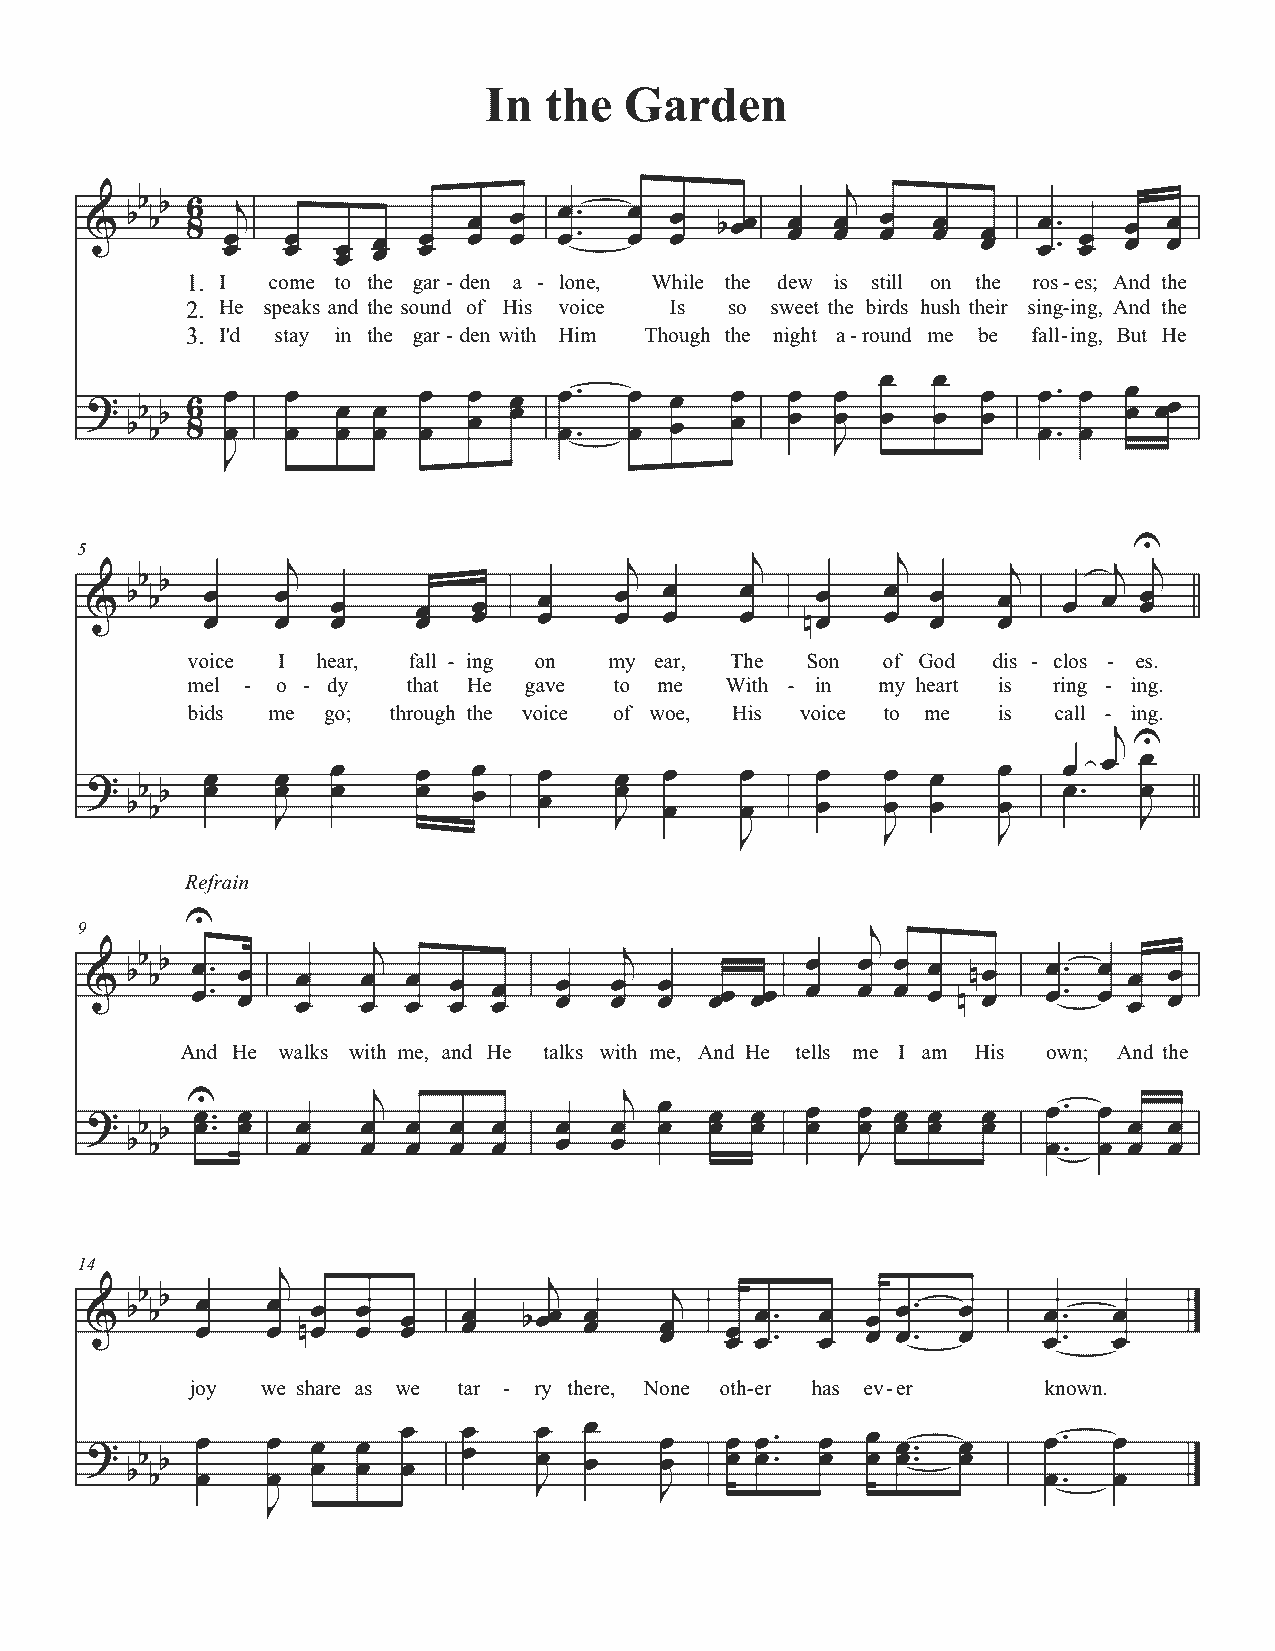 In the Garden
1. I come to the gar - den a - lone, While the dew is still on the ros - es; And the
2. He speaks and the sound of His voice Is so sweet the birds hush their sing-ing, And the
3. I'd stay in the gar - den with Him Though the night a - round me be fall-ing, But He
5
voice I hear, fall - ing on my ear, The Son of God dis - clos - es.
mel - o - dy that He gave to me With - in my heart is ring - ing.
bids me go; through the voice of woe, His voice to me is call - ing.
Refrain
9
And He walks with me, and He talks with me, And He tells me I am His own; And the
14
joy we share as we tar - ry there, None oth-er has ev-er known.